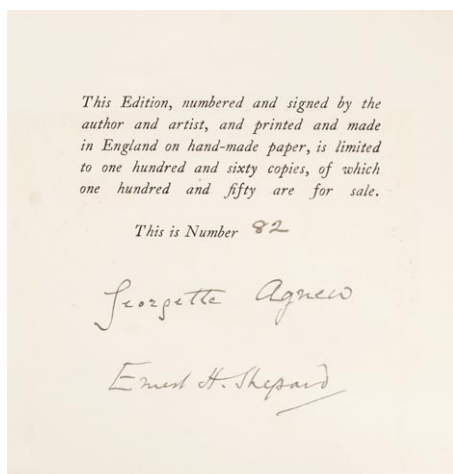 This Edition, numbered and signed by the
author and artist, and printed and made
in England on hand-made paper, is limited
to one hundred and sixty copies, of which
one hundred and fifty are for sale.
This is Number 82
Georgette Agnew
Ernest H. Shepard